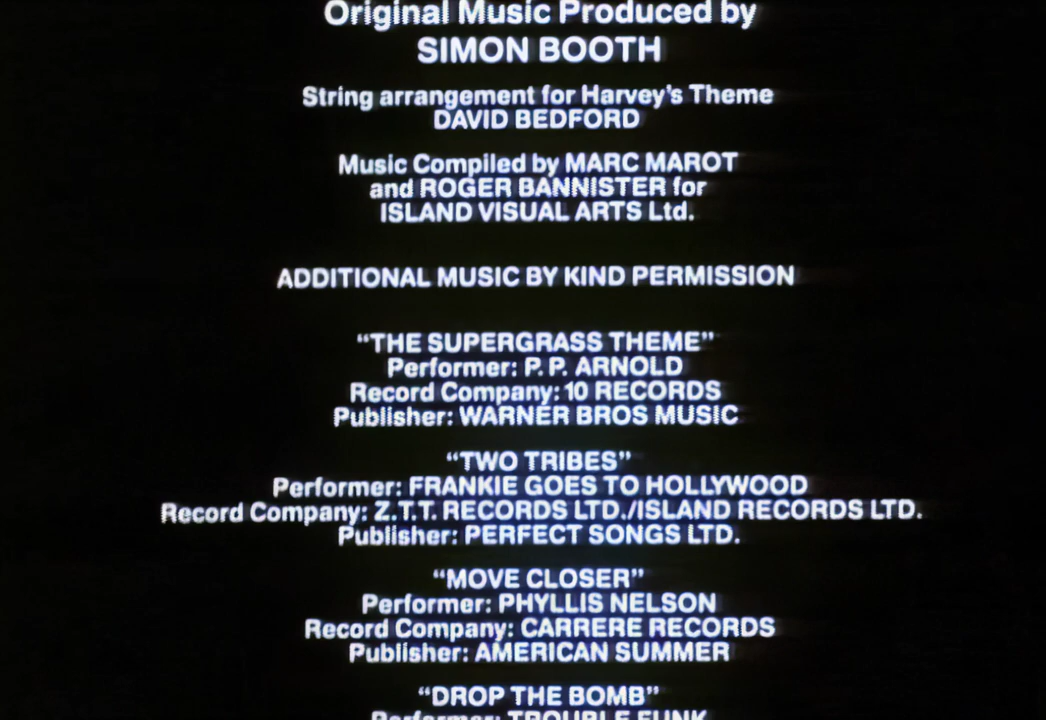 Original Music Produced by
SIMON BOOTH
String arrangement for Harvey's Theme
DAVID BEDFORD
Music Compiled by MARC MAROT
and ROGER BANNISTER for
ISLAND VISUAL ARTS Ltd.
ADDITIONAL MUSIC BY KIND PERMISSION
“THE SUPERGRASS THEME”
Performer: P. P. ARNOLD
Record Company: 10 RECORDS
Publisher: WARNER BROS MUSIC
“TWO TRIBES”
Performer: FRANKIE GOES TO HOLLYWOOD
Record Company: Z.T.T. RECORDS LTD./ISLAND RECORDS LTD.
Publisher: PERFECT SONGS LTD.
“MOVE CLOSER”
Performer: PHYLLIS NELSON
Record Company: CARRERE RECORDS
Publisher: AMERICAN SUMMER
“DROP THE BOMB”
Performer: TROUBLE FUNK